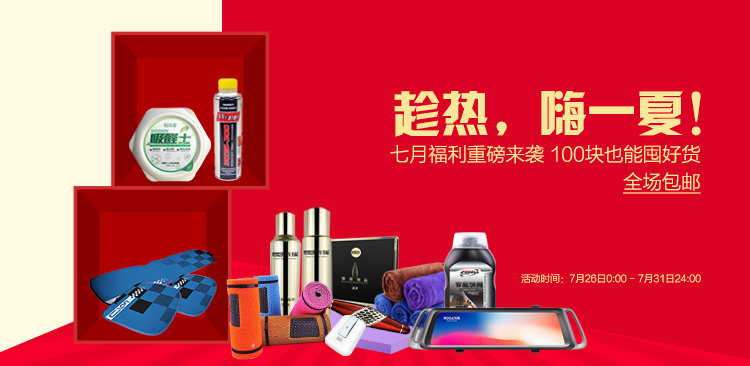 趁热，嗨一夏！
七月福利重磅来袭 100块也能囤好货
全场包邮
活动时间：7月26日0:00 - 7月31日24:00
吸醛士